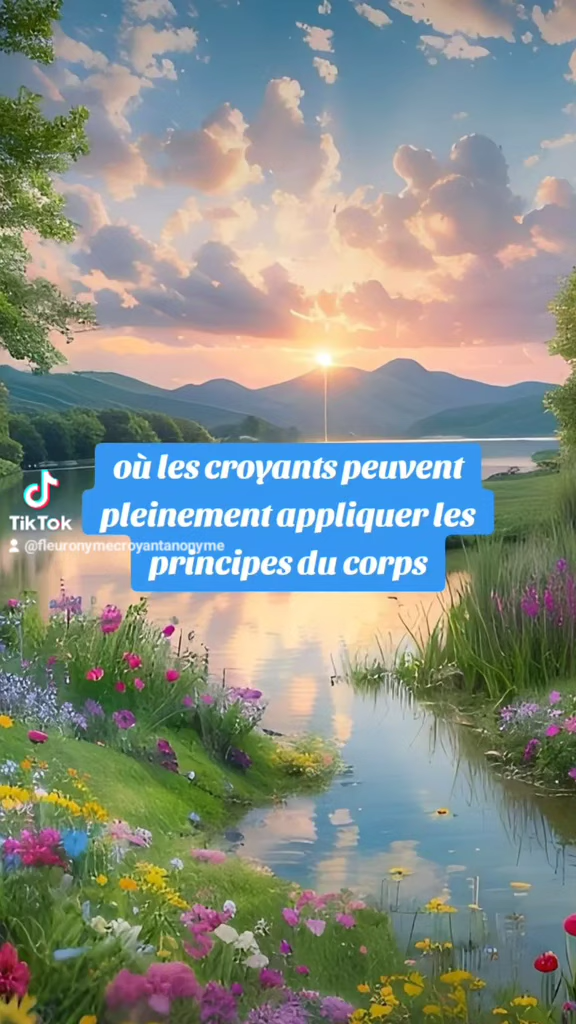 où les croyants peuvent
pleinement appliquer les
principes du corps
TikTok
@fleuronymecroyantanonyme